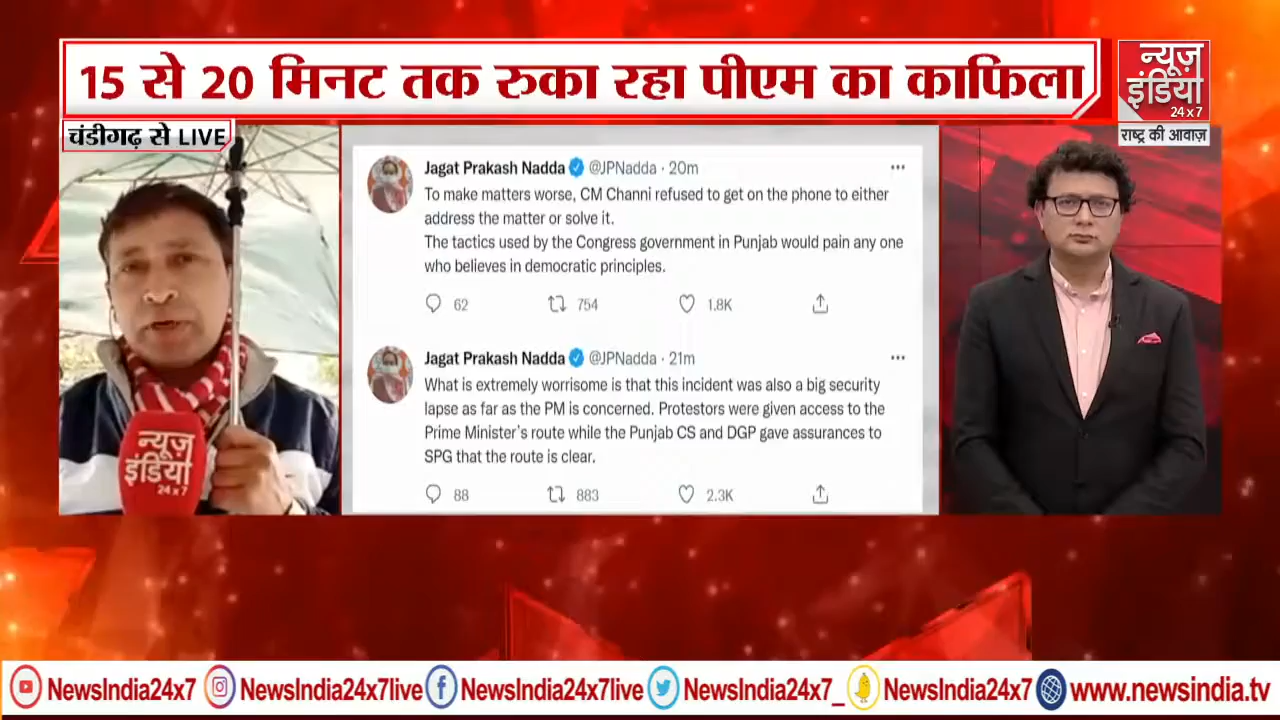 15 से 20 मिनट तक रुका रहा पीएम का काफिला
न्यूज़
इंडिया
24x7
राष्ट्र की आवाज़
चंडीगढ़ से LIVE
Jagat Prakash Nadda @JPNadda · 20m
To make matters worse, CM Channi refused to get on the phone to either
address the matter or solve it.
The tactics used by the Congress government in Punjab would pain any one
who believes in democratic principles.
62 754 1.8K
Jagat Prakash Nadda @JPNadda · 21m
What is extremely worrisome is that this incident was also a big security
lapse as far as the PM is concerned. Protestors were given access to the
Prime Minister's route while the Punjab CS and DGP gave assurances to
SPG that the route is clear.
88 883 2.3K
न्यूज़
इंडिया
24x7
NewsIndia24x7 NewsIndia24x7live NewsIndia24x7live NewsIndia24x7_ NewsIndia24x7 www.newsindia.tv